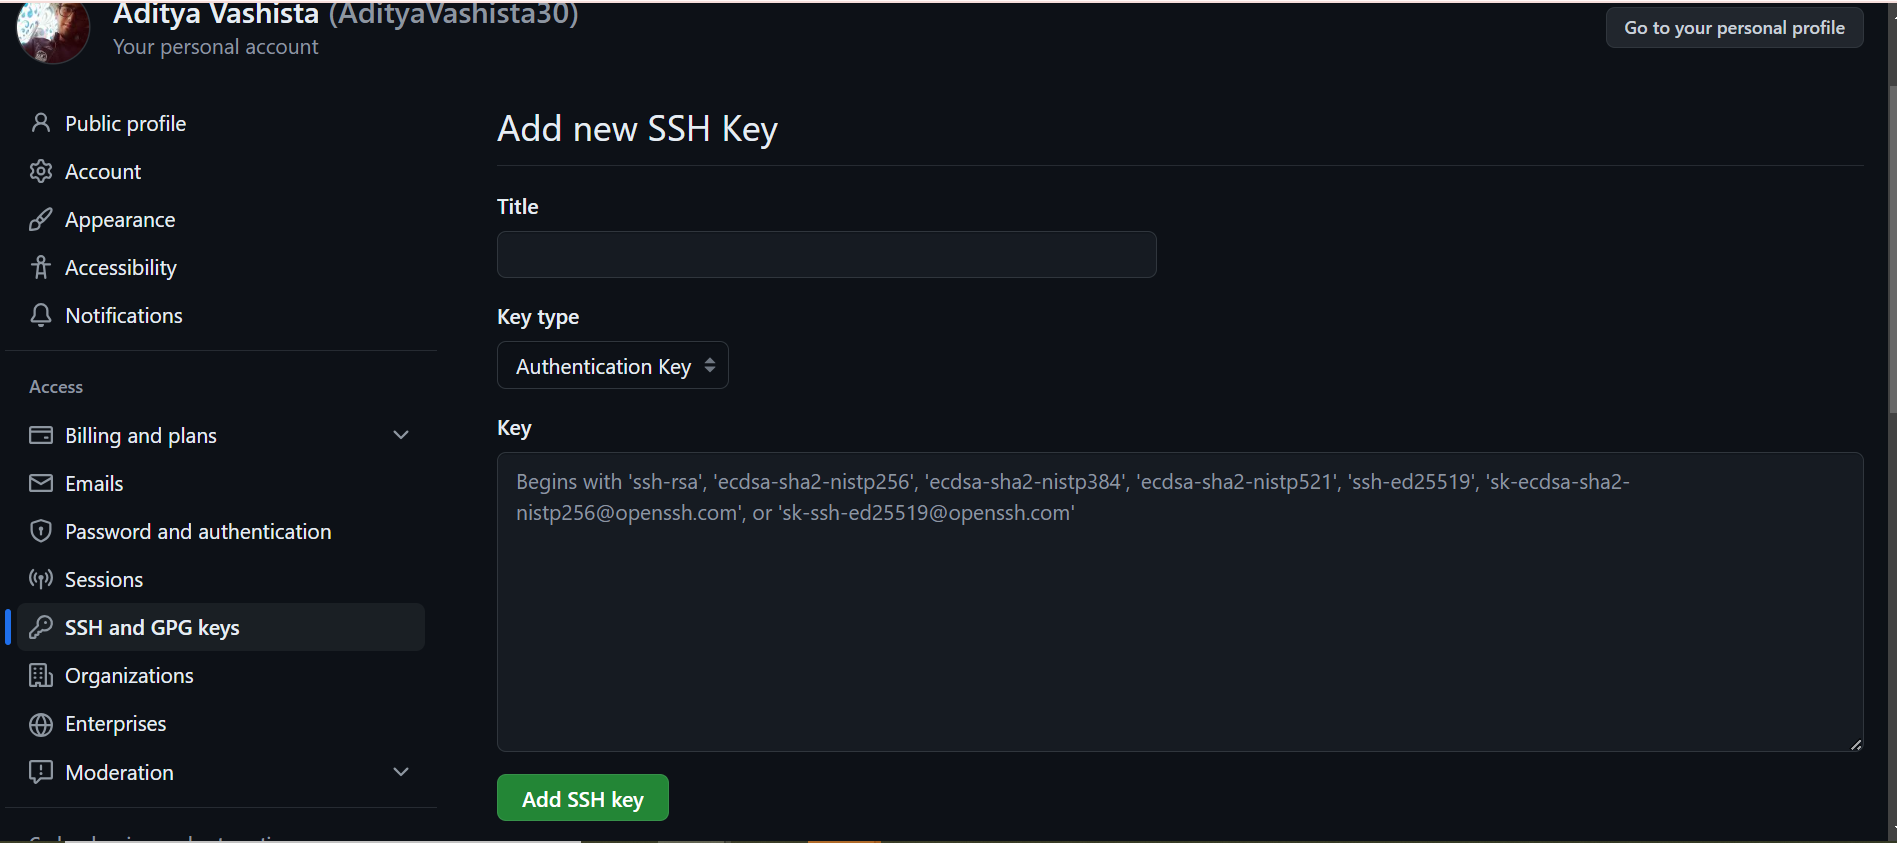 Aditya Vashista (AdityaVashista30)
Your personal account
Go to your personal profile
Public profile
Account
Appearance
Accessibility
Notifications
Access
Billing and plans
Emails
Password and authentication
Sessions
SSH and GPG keys
Organizations
Enterprises
Moderation
Add new SSH Key
Title
Key type
Authentication Key
Key
Begins with 'ssh-rsa', 'ecdsa-sha2-nistp256', 'ecdsa-sha2-nistp384', 'ecdsa-sha2-nistp521', 'ssh-ed25519', 'sk-ecdsa-sha2-
nistp256@openssh.com', or 'sk-ssh-ed25519@openssh.com'
Add SSH key